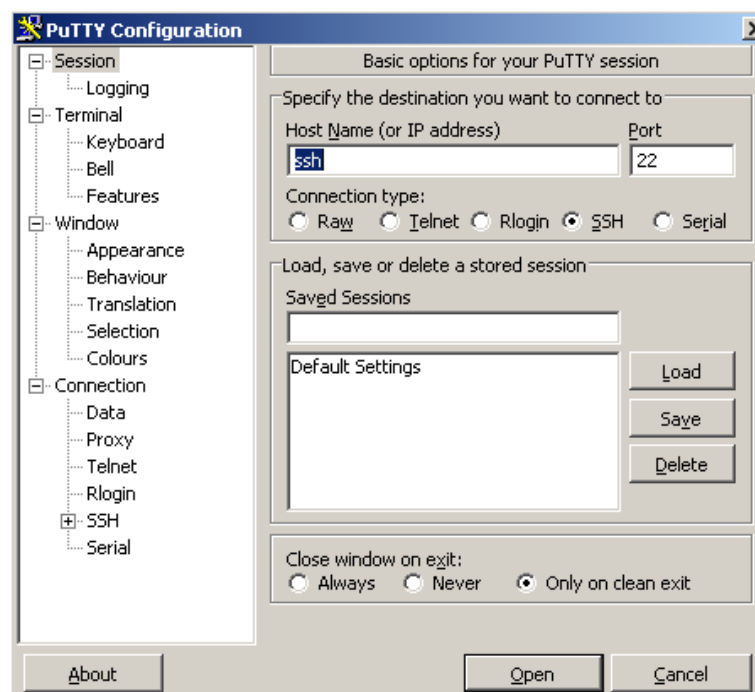 PuTTY Configuration
Session
Logging
Terminal
Keyboard
Bell
Features
Window
Appearance
Behaviour
Translation
Selection
Colours
Connection
Data
Proxy
Telnet
Rlogin
SSH
Serial
Basic options for your PuTTY session
Specify the destination you want to connect to
Host Name (or IP address) Port
ssh 22
Connection type:
Raw Telnet Rlogin SSH Serial
Load, save or delete a stored session
Saved Sessions
Default Settings
Load
Save
Delete
Close window on exit:
Always Never Only on clean exit
About Open Cancel